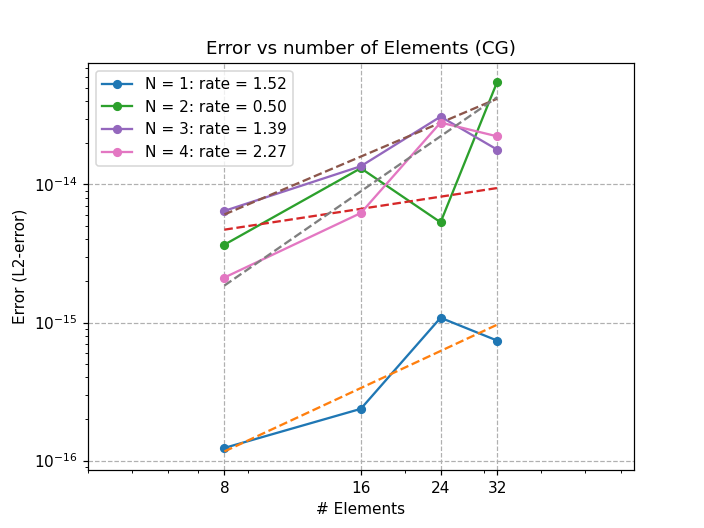 Error vs number of Elements (CG)
N = 1: rate = 1.52
N = 2: rate = 0.50
N = 3: rate = 1.39
N = 4: rate = 2.27
Error (L2-error)
10⁻¹⁴
10⁻¹⁵
10⁻¹⁶
8 16 24 32
# Elements